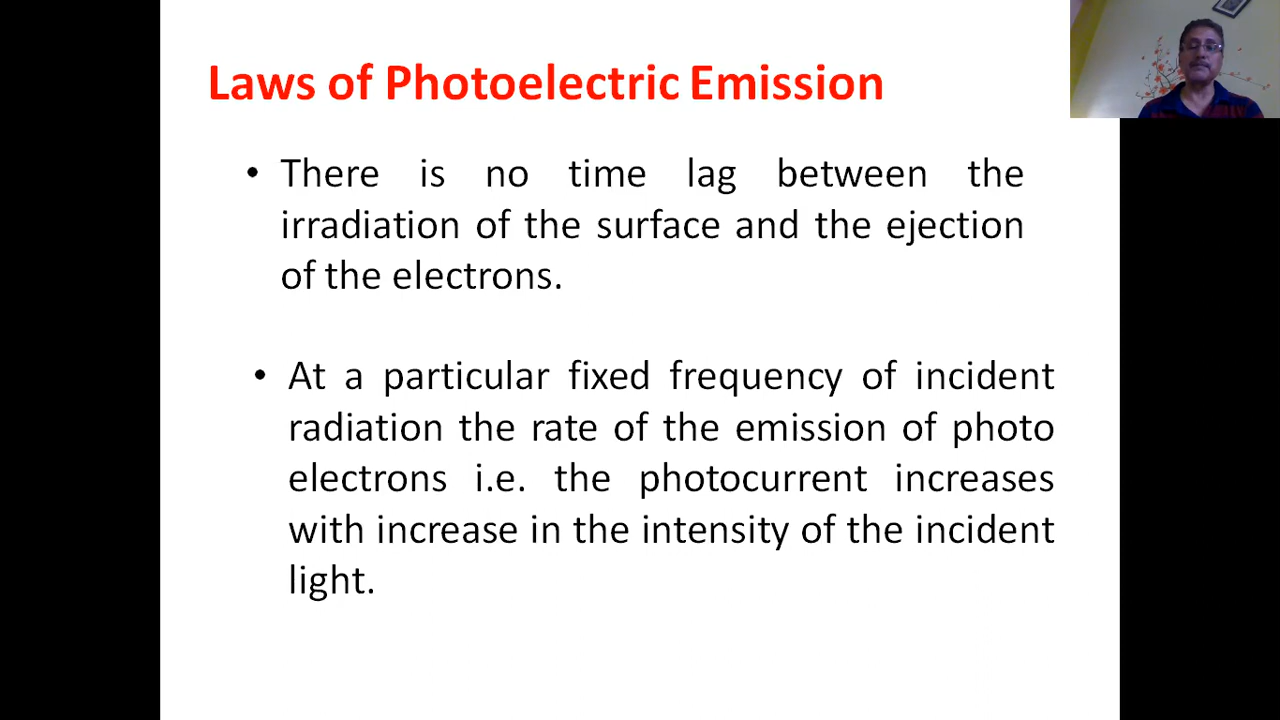 Laws of Photoelectric Emission
• There is no time lag between the
irradiation of the surface and the ejection
of the electrons.
• At a particular fixed frequency of incident
radiation the rate of the emission of photo
electrons i.e. the photocurrent increases
with increase in the intensity of the incident
light.